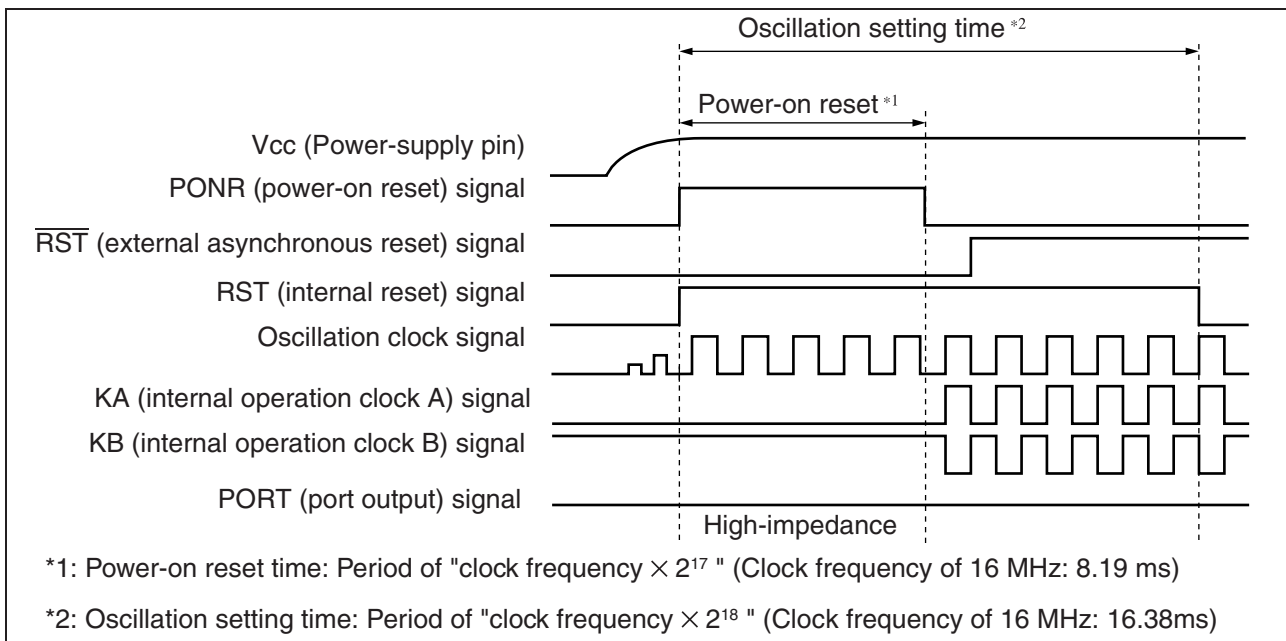 Oscillation setting time *2
Power-on reset *1
Vcc (Power-supply pin)
PONR (power-on reset) signal
R̅S̅T̅ (external asynchronous reset) signal
RST (internal reset) signal
Oscillation clock signal
KA (internal operation clock A) signal
KB (internal operation clock B) signal
PORT (port output) signal
High-impedance
*1: Power-on reset time: Period of "clock frequency × 2¹⁷ " (Clock frequency of 16 MHz: 8.19 ms)
*2: Oscillation setting time: Period of "clock frequency × 2¹⁸ " (Clock frequency of 16 MHz: 16.38ms)